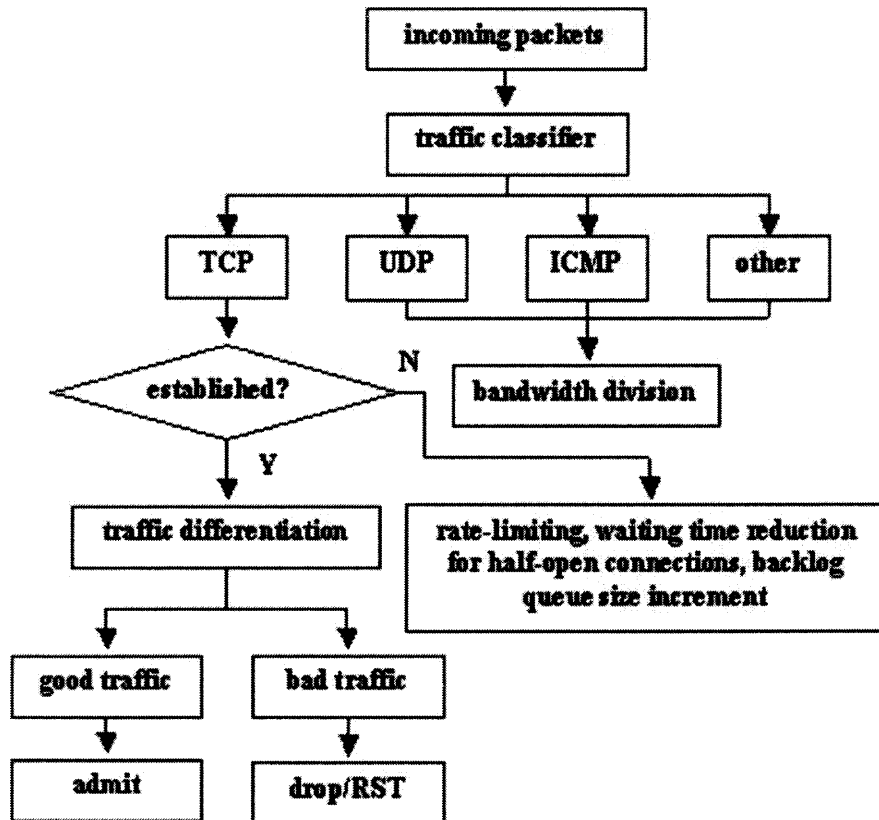 incoming packets
traffic classifier
TCP
UDP
ICMP
other
established?
N
bandwidth division
Y
traffic differentiation
rate-limiting, waiting time reduction
for half-open connections, backlog
queue size increment
good traffic
bad traffic
admit
drop/RST